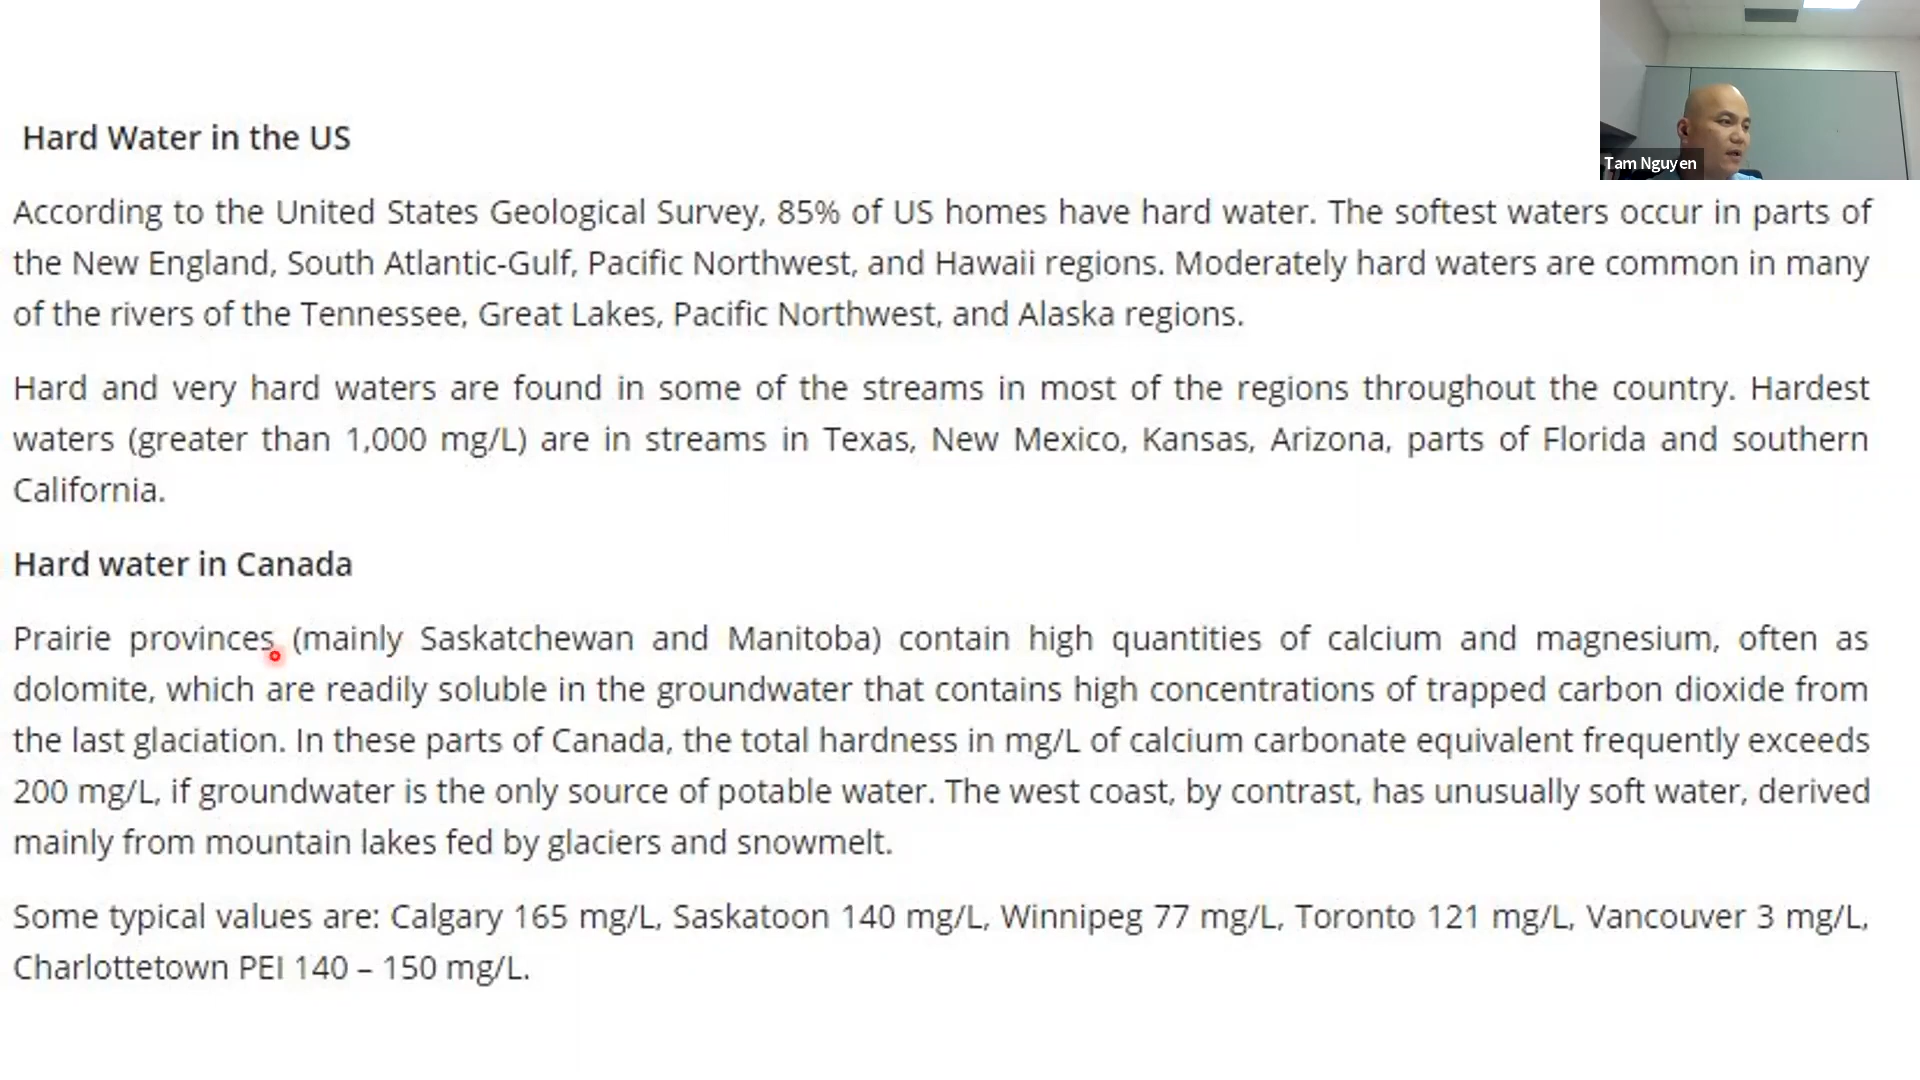 Hard Water in the US
According to the United States Geological Survey, 85% of US homes have hard water. The softest waters occur in parts of
the New England, South Atlantic-Gulf, Pacific Northwest, and Hawaii regions. Moderately hard waters are common in many
of the rivers of the Tennessee, Great Lakes, Pacific Northwest, and Alaska regions.
Hard and very hard waters are found in some of the streams in most of the regions throughout the country. Hardest
waters (greater than 1,000 mg/L) are in streams in Texas, New Mexico, Kansas, Arizona, parts of Florida and southern
California.
Hard water in Canada
Prairie provinces (mainly Saskatchewan and Manitoba) contain high quantities of calcium and magnesium, often as
dolomite, which are readily soluble in the groundwater that contains high concentrations of trapped carbon dioxide from
the last glaciation. In these parts of Canada, the total hardness in mg/L of calcium carbonate equivalent frequently exceeds
200 mg/L, if groundwater is the only source of potable water. The west coast, by contrast, has unusually soft water, derived
mainly from mountain lakes fed by glaciers and snowmelt.
Some typical values are: Calgary 165 mg/L, Saskatoon 140 mg/L, Winnipeg 77 mg/L, Toronto 121 mg/L, Vancouver 3 mg/L,
Charlottetown PEI 140 – 150 mg/L.
Tam Nguyen